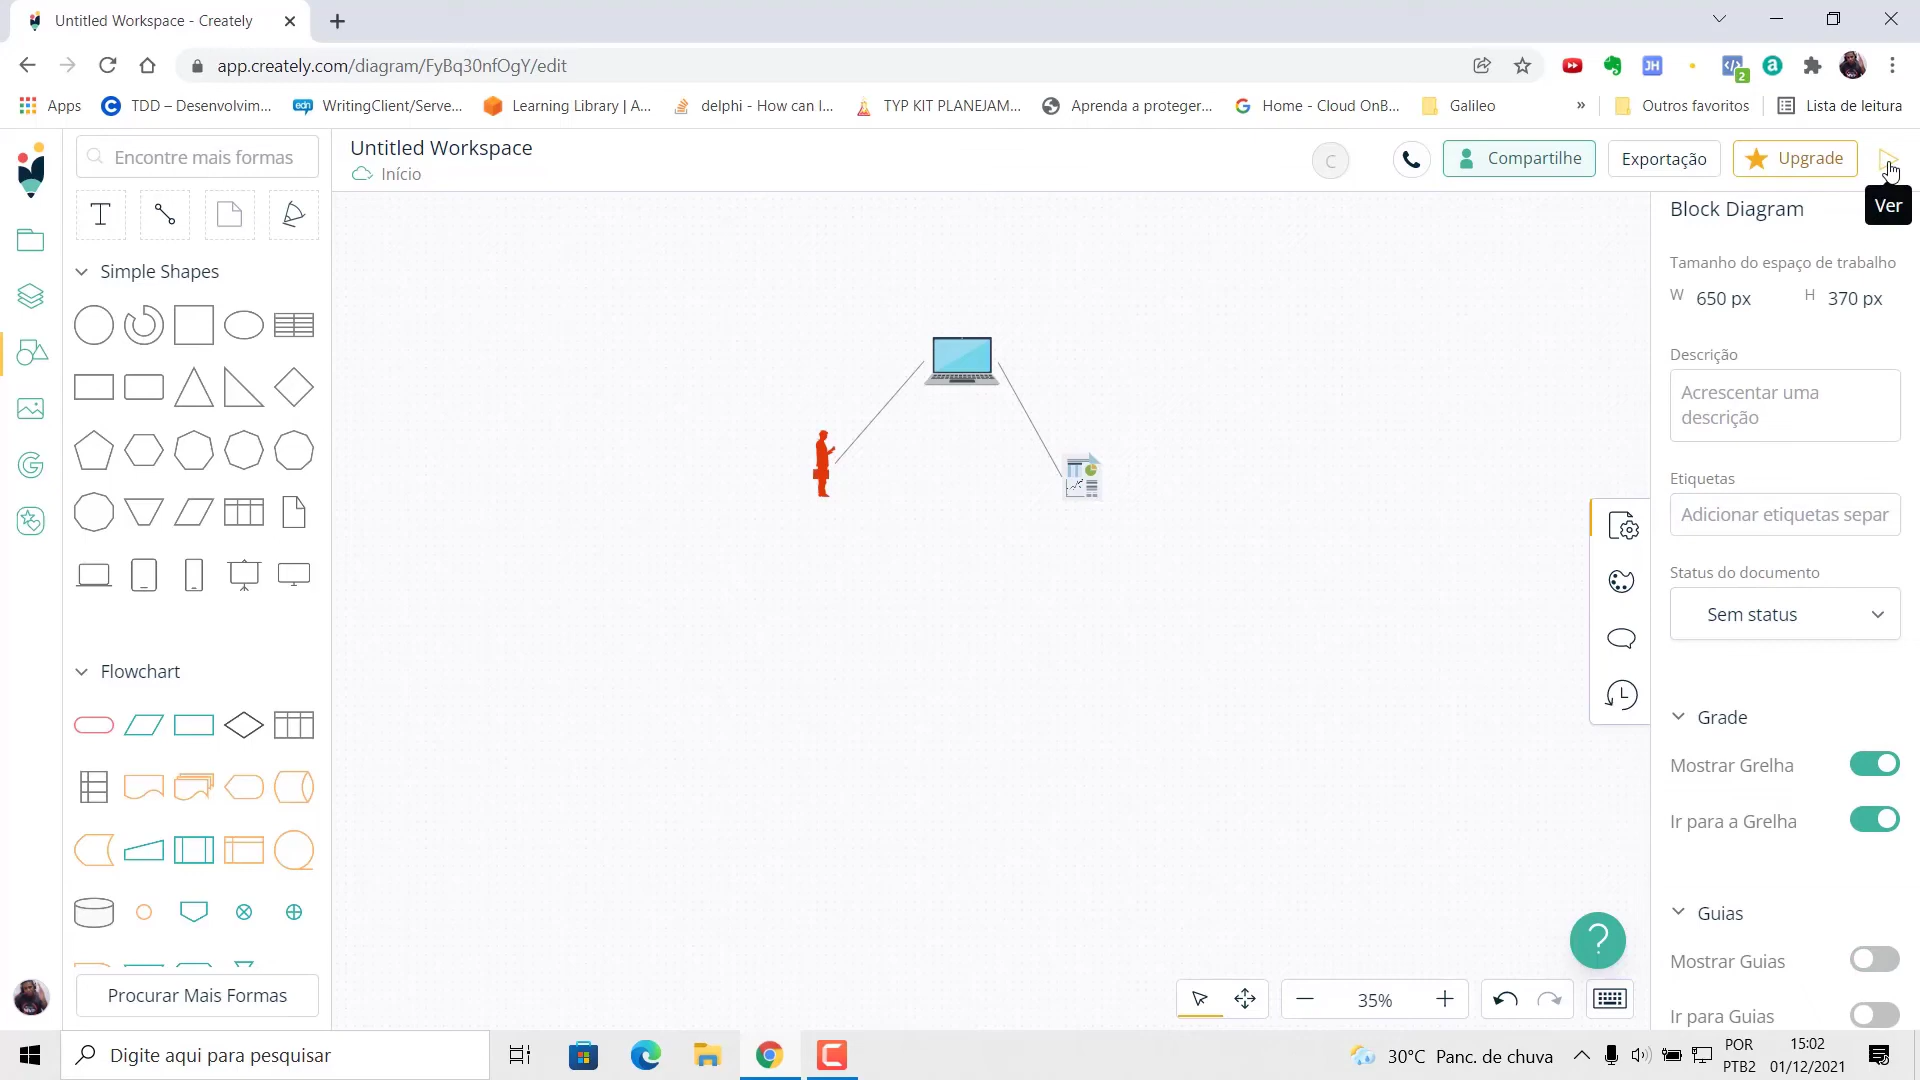 Untitled Workspace - Creately
app.creately.com/diagram/FyBq30nfOgY/edit
JH
2
a
Apps
TDD – Desenvolvim...
edn
WritingClient/Serve...
Learning Library | A...
delphi - How can I...
TYP KIT PLANEJAM...
Aprenda a proteger...
Home - Cloud OnB...
Galileo
»
Outros favoritos
Lista de leitura
Encontre mais formas
Untitled Workspace
Início
C
Compartilhe
Exportação
Upgrade
Ver
T
Simple Shapes
Flowchart
Procurar Mais Formas
Block Diagram
Tamanho do espaço de trabalho
W 650 px H 370 px
Descrição
Acrescentar uma
descrição
Etiquetas
Adicionar etiquetas separ
Status do documento
Sem status
Grade
Mostrar Grelha
Ir para a Grelha
Guias
Mostrar Guias
Ir para Guias
?
35%
Digite aqui para pesquisar
30°C Panc. de chuva
POR
PTB2
15:02
01/12/2021